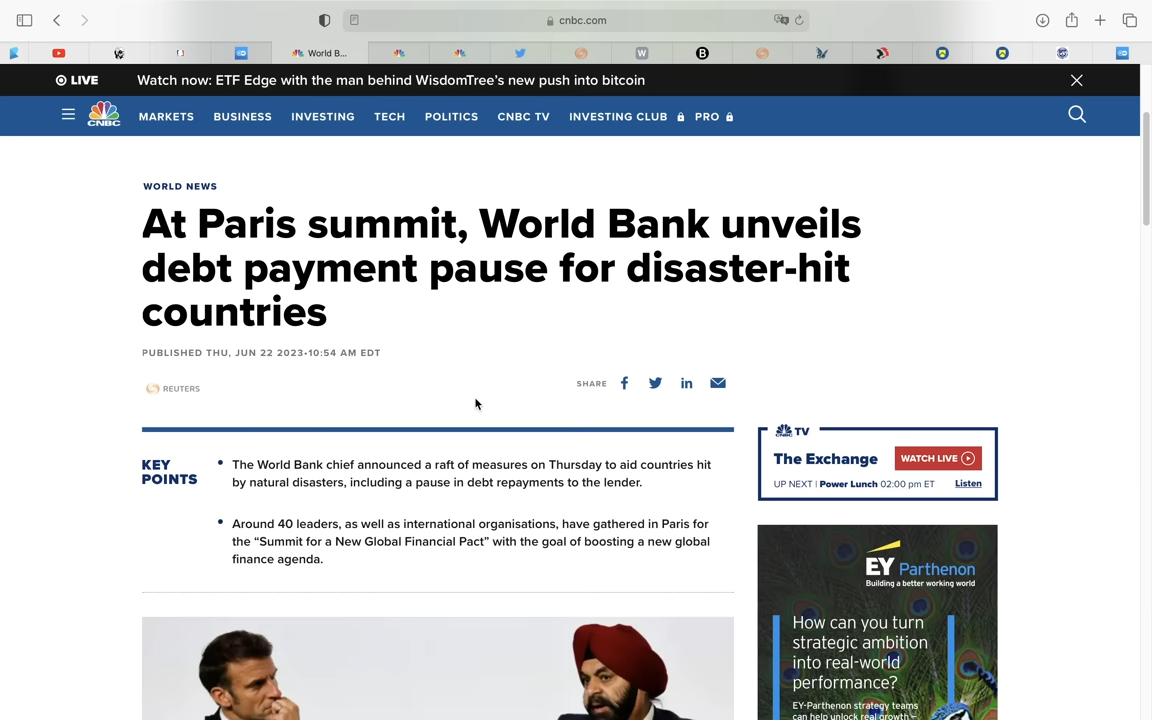 cnbc.com
World B...
W
B
LIVE
Watch now: ETF Edge with the man behind WisdomTree's new push into bitcoin
CNBC
MARKETS BUSINESS INVESTING TECH POLITICS CNBC TV INVESTING CLUB PRO
WORLD NEWS
At Paris summit, World Bank unveils
debt payment pause for disaster-hit
countries
PUBLISHED THU, JUN 22 2023•10:54 AM EDT
REUTERS
SHARE
KEY
POINTS
• The World Bank chief announced a raft of measures on Thursday to aid countries hit
by natural disasters, including a pause in debt repayments to the lender.
• Around 40 leaders, as well as international organisations, have gathered in Paris for
the “Summit for a New Global Financial Pact” with the goal of boosting a new global
finance agenda.
CNBC TV
The Exchange
WATCH LIVE
UP NEXT | Power Lunch 02:00 pm ET
Listen
EY Parthenon
Building a better working world
How can you turn
strategic ambition
into real-world
performance?
EY-Parthenon strategy teams
can help unlock real growth –